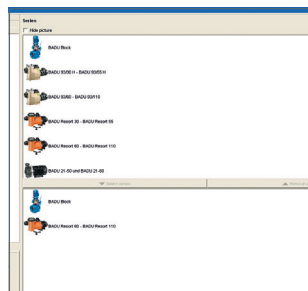 Series
Hide picture
BADU Block
BADU 93/50 H - BADU 93/55 H
BADU 93/60 - BADU 93/110
BADU Resort 30 - BADU Resort 55
BADU Resort 60 - BADU Resort 110
BADU 21-50 und BADU 21-60
BADU Block
BADU Resort 60 - BADU Resort 110